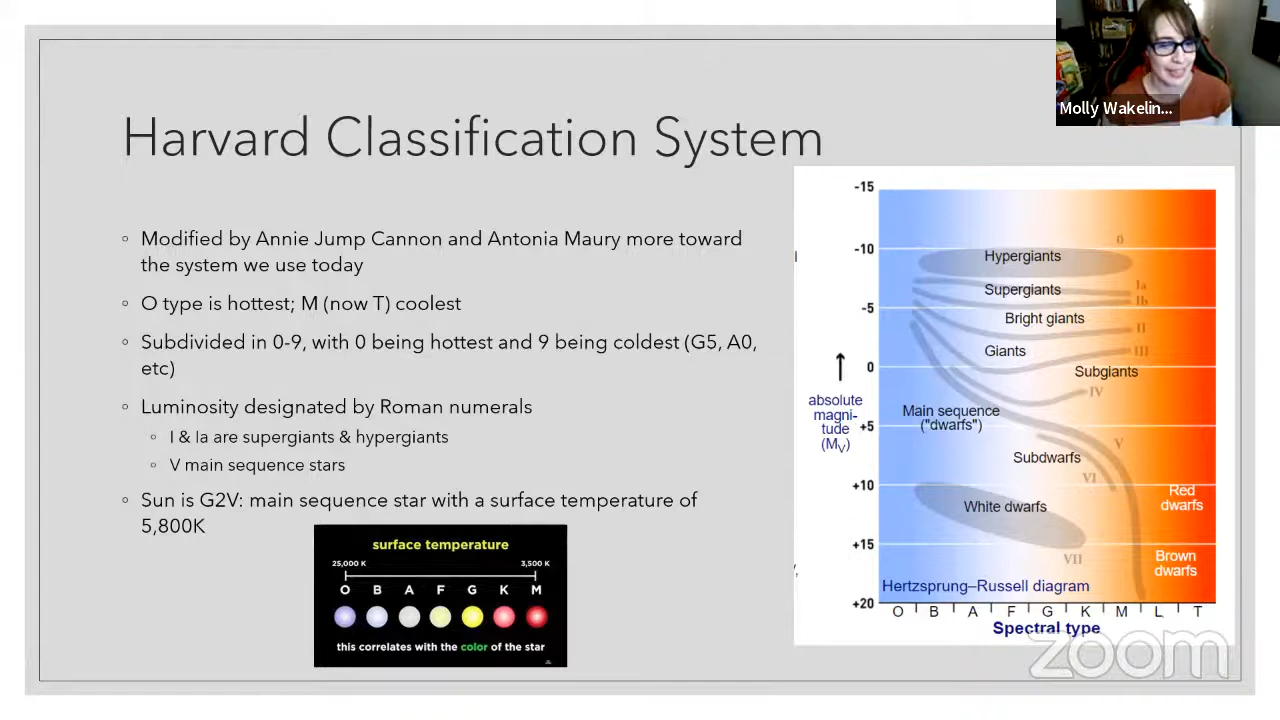 Molly Wakelin...
Harvard Classification System
◦ Modified by Annie Jump Cannon and Antonia Maury more toward
the system we use today
◦ O type is hottest; M (now T) coolest
◦ Subdivided in 0-9, with 0 being hottest and 9 being coldest (G5, A0,
etc)
◦ Luminosity designated by Roman numerals
◦ I & Ia are supergiants & hypergiants
◦ V main sequence stars
◦ Sun is G2V: main sequence star with a surface temperature of
5,800K
surface temperature
25,000 K 3,500 K
O B A F G K M
this correlates with the color of the star
-15
-10
-5
0
+5
+10
+15
+20
absolute
magni-
tude
(MV)
0
Hypergiants
Ia
Supergiants
Ib
Bright giants
II
Giants
III
Subgiants
IV
Main sequence
("dwarfs")
V
Subdwarfs
VI
White dwarfs
VII
Red
dwarfs
Brown
dwarfs
Hertzsprung–Russell diagram
O B A F G K M L T
Spectral type
zoom